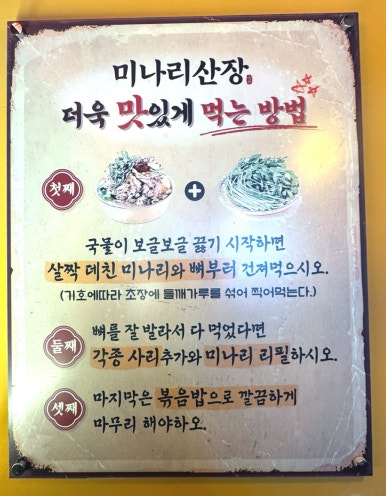 미나리산장
더욱 맛있게 먹는 방법
첫째
+
국물이 보글보글 끓기 시작하면
살짝 데친 미나리와 뼈부터 건져먹으시오.
(기호에따라 초장에 들깨가루를 섞어 찍어먹는다.)
둘째
뼈를 잘 발라서 다 먹었다면
각종 사리추가와 미나리 리필하시오.
셋째
마지막은 볶음밥으로 깔끔하게
마무리 해야하오.